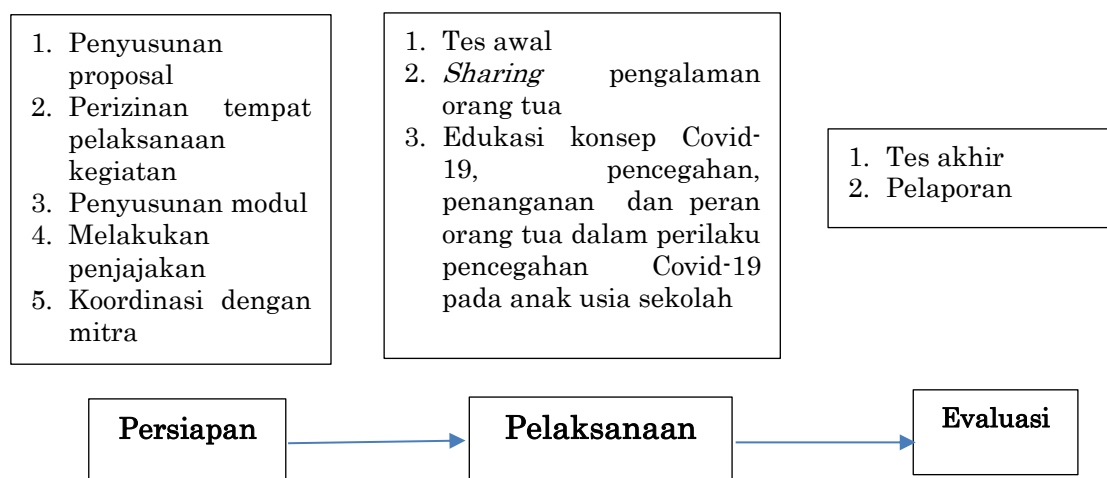 1. Penyusunan
proposal
2. Perizinan tempat
pelaksanaan
kegiatan
3. Penyusunan modul
4. Melakukan
penjajakan
5. Koordinasi dengan
mitra
1. Tes awal
2. Sharing pengalaman
orang tua
3. Edukasi konsep Covid-
19, pencegahan,
penanganan dan peran
orang tua dalam perilaku
pencegahan Covid-19
pada anak usia sekolah
1. Tes akhir
2. Pelaporan
Persiapan
Pelaksanaan
Evaluasi